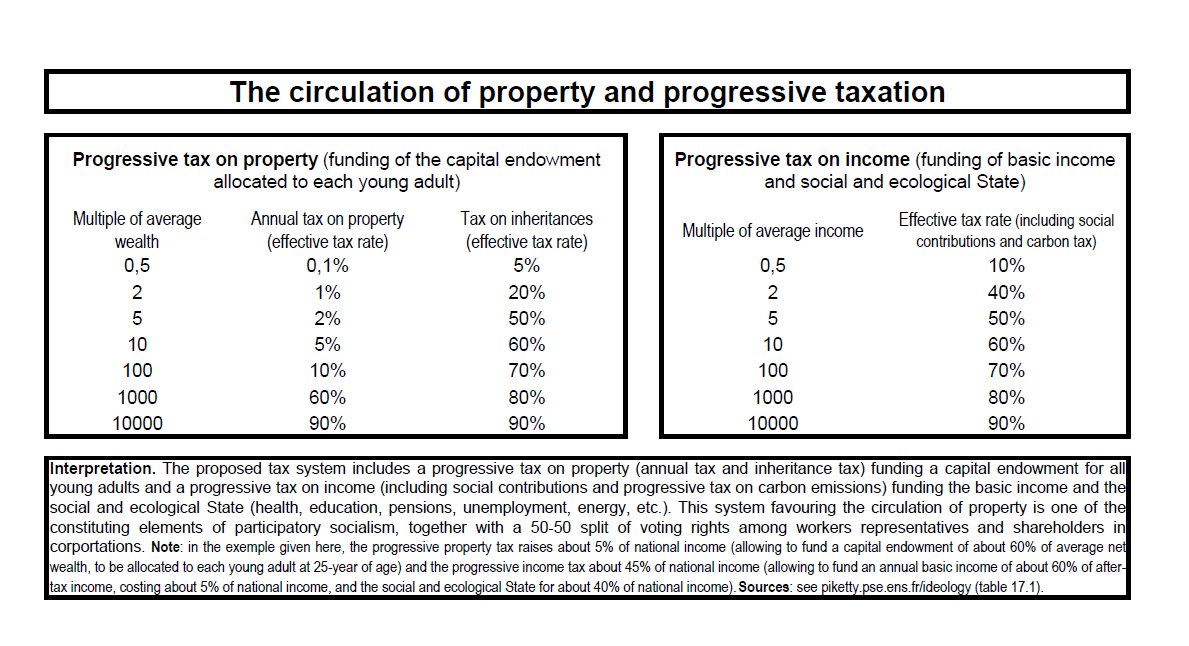 The circulation of property and progressive taxation
Progressive tax on property (funding of the capital endowment
allocated to each young adult)
Multiple of average
wealth
Annual tax on property
(effective tax rate)
Tax on inheritances
(effective tax rate)
0,5 0,1% 5%
2 1% 20%
5 2% 50%
10 5% 60%
100 10% 70%
1000 60% 80%
10000 90% 90%
Progressive tax on income (funding of basic income
and social and ecological State)
Multiple of average income
Effective tax rate (including social
contributions and carbon tax)
0,5 10%
2 40%
5 50%
10 60%
100 70%
1000 80%
10000 90%
Interpretation. The proposed tax system includes a progressive tax on property (annual tax and inheritance tax) funding a capital endowment for all
young adults and a progressive tax on income (including social contributions and progressive tax on carbon emissions) funding the basic income and the
social and ecological State (health, education, pensions, unemployment, energy, etc.). This system favouring the circulation of property is one of the
constituting elements of participatory socialism, together with a 50-50 split of voting rights among workers representatives and shareholders in
corportations. Note: in the exemple given here, the progressive property tax raises about 5% of national income (allowing to fund a capital endowment of about 60% of average net
wealth, to be allocated to each young adult at 25-year of age) and the progressive income tax about 45% of national income (allowing to fund an annual basic income of about 60% of after-
tax income, costing about 5% of national income, and the social and ecological State for about 40% of national income). Sources: see piketty.pse.ens.fr/ideology (table 17.1).